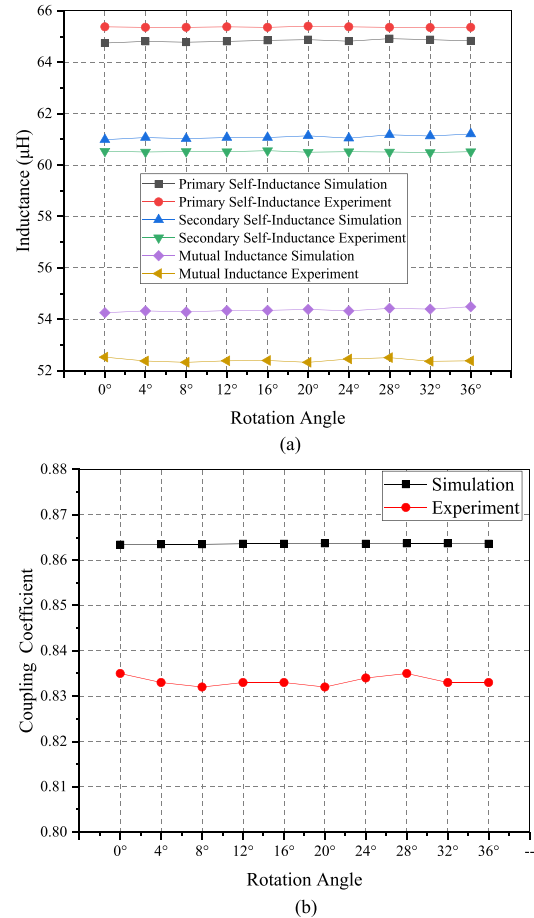 66
64
62
60
58
56
54
52
Inductance (μH)
Primary Self-Inductance Simulation
Primary Self-Inductance Experiment
Secondary Self-Inductance Simulation
Secondary Self-Inductance Experiment
Mutual Inductance Simulation
Mutual Inductance Experiment
0° 4° 8° 12° 16° 20° 24° 28° 32° 36°
Rotation Angle
(a)
0.88
0.87
0.86
0.85
0.84
0.83
0.82
0.81
0.80
Coupling Coefficient
Simulation
Experiment
0° 4° 8° 12° 16° 20° 24° 28° 32° 36° --
Rotation Angle
(b)